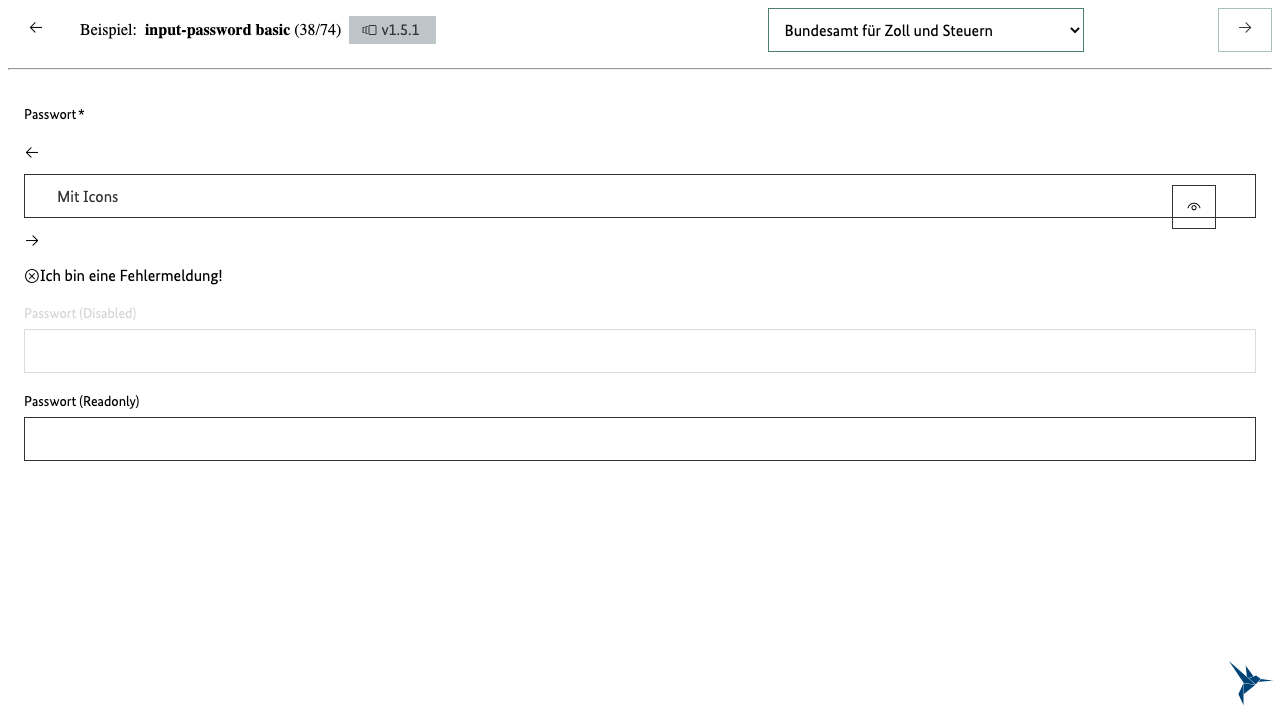 Beispiel: input-password basic (38/74) v1.5.1 Bundesamt für Zoll und Steuern
Passwort*
Mit Icons
Ich bin eine Fehlermeldung!
Passwort (Disabled)
Passwort (Readonly)